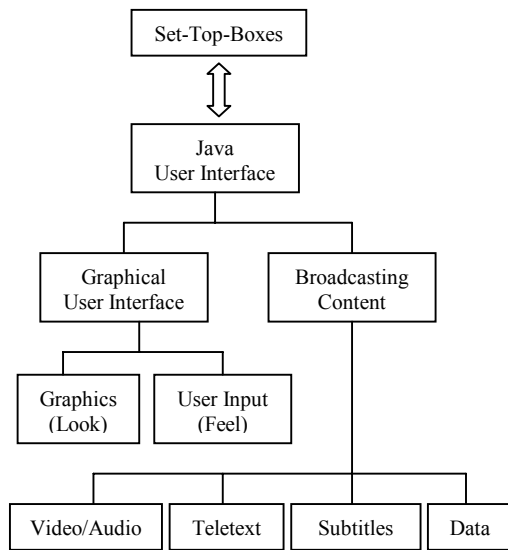 Set-Top-Boxes
Java
User Interface
Graphical
User Interface
Broadcasting
Content
Graphics
(Look)
User Input
(Feel)
Video/Audio
Teletext
Subtitles
Data